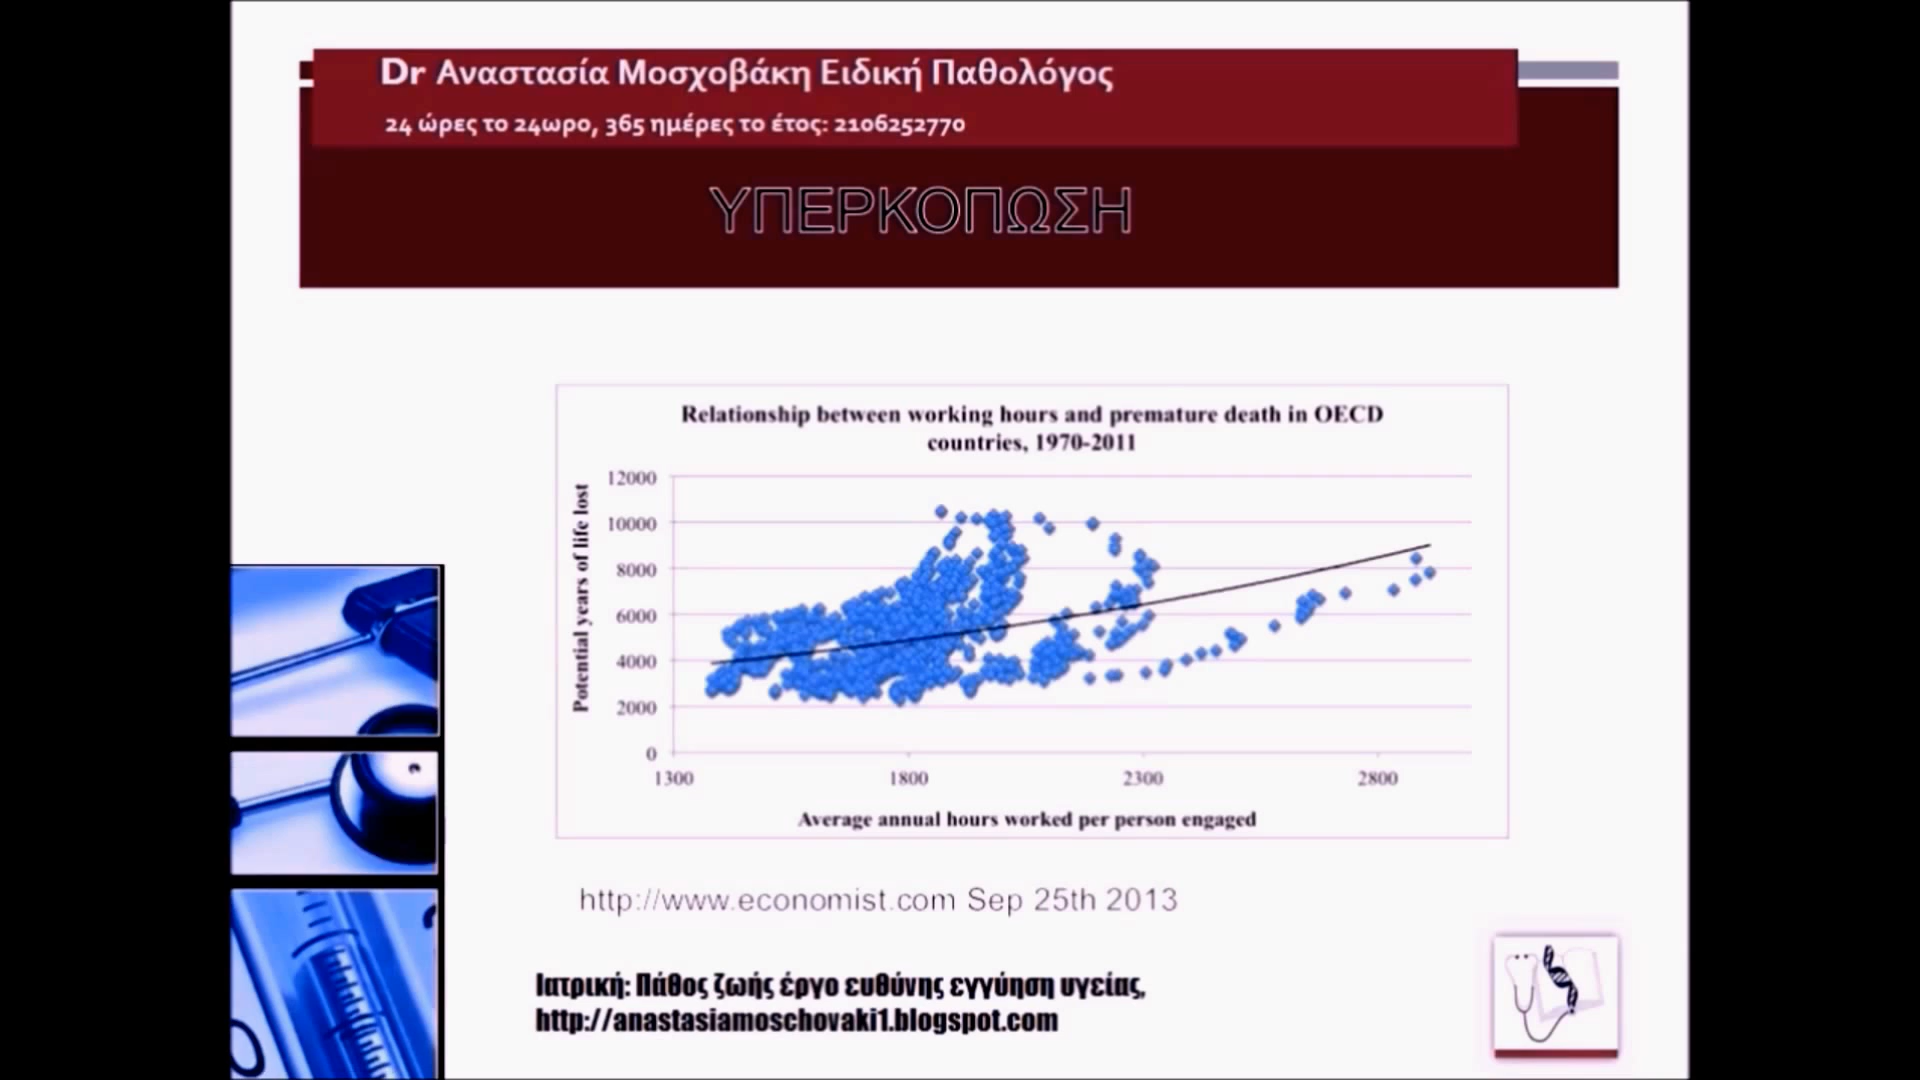 Dr Αναστασία Μοσχοβάκη Ειδική Παθολόγος
24 ώρες το 24ωρο, 365 ημέρες το έτος: 2106252770
ΥΠΕΡΚΟΠΩΣΗ
Relationship between working hours and premature death in OECD
countries, 1970-2011
Potential years of life lost
12000
10000
8000
6000
4000
2000
0
1300 1800 2300 2800
Average annual hours worked per person engaged
http://www.economist.com Sep 25th 2013
Ιατρική: Πάθος ζωής έργο ευθύνης εγγύηση υγείας,
http://anastasiamoschovaki1.blogspot.com